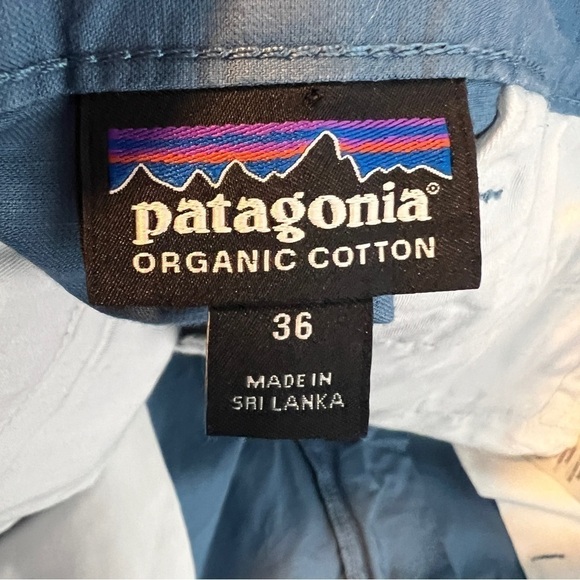 patagonia®
ORGANIC COTTON
36
MADE IN
SRI LANKA